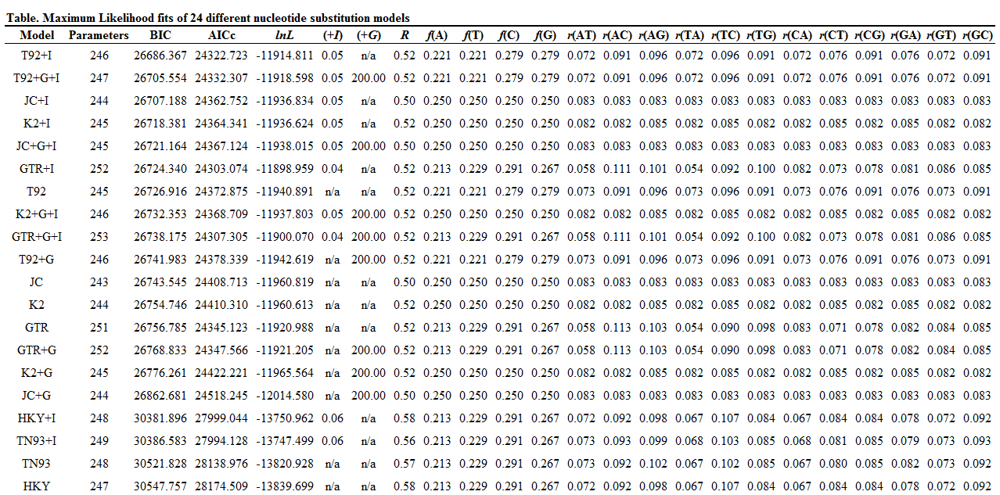 Table. Maximum Likelihood fits of 24 different nucleotide substitution models
Model Parameters BIC AICc lnL (+I) (+G) R f(A) f(T) f(C) f(G) r(AT) r(AC) r(AG) r(TA) r(TC) r(TG) r(CA) r(CT) r(CG) r(GA) r(GT) r(GC)
T92+I 246 26686.367 24322.723 -11914.811 0.05 n/a 0.52 0.221 0.221 0.279 0.279 0.072 0.091 0.096 0.072 0.096 0.091 0.072 0.076 0.091 0.076 0.072 0.091
T92+G+I 247 26705.554 24332.307 -11918.598 0.05 200.00 0.52 0.221 0.221 0.279 0.279 0.072 0.091 0.096 0.072 0.096 0.091 0.072 0.076 0.091 0.076 0.072 0.091
JC+I 244 26707.188 24362.752 -11936.834 0.05 n/a 0.50 0.250 0.250 0.250 0.250 0.083 0.083 0.083 0.083 0.083 0.083 0.083 0.083 0.083 0.083 0.083 0.083
K2+I 245 26718.381 24364.341 -11936.624 0.05 n/a 0.52 0.250 0.250 0.250 0.250 0.082 0.082 0.085 0.082 0.085 0.082 0.082 0.085 0.082 0.085 0.082 0.082
JC+G+I 245 26721.164 24367.124 -11938.015 0.05 200.00 0.50 0.250 0.250 0.250 0.250 0.083 0.083 0.083 0.083 0.083 0.083 0.083 0.083 0.083 0.083 0.083 0.083
GTR+I 252 26724.340 24303.074 -11898.959 0.04 n/a 0.52 0.213 0.229 0.291 0.267 0.058 0.111 0.101 0.054 0.092 0.100 0.082 0.073 0.078 0.081 0.086 0.085
T92 245 26726.916 24372.875 -11940.891 n/a n/a 0.52 0.221 0.221 0.279 0.279 0.073 0.091 0.096 0.073 0.096 0.091 0.073 0.076 0.091 0.076 0.073 0.091
K2+G+I 246 26732.353 24368.709 -11937.803 0.05 200.00 0.52 0.250 0.250 0.250 0.250 0.082 0.082 0.085 0.082 0.085 0.082 0.082 0.085 0.082 0.085 0.082 0.082
GTR+G+I 253 26738.175 24307.305 -11900.070 0.04 200.00 0.52 0.213 0.229 0.291 0.267 0.058 0.111 0.101 0.054 0.092 0.100 0.082 0.073 0.078 0.081 0.086 0.085
T92+G 246 26741.983 24378.339 -11942.619 n/a 200.00 0.52 0.221 0.221 0.279 0.279 0.073 0.091 0.096 0.073 0.096 0.091 0.073 0.076 0.091 0.076 0.073 0.091
JC 243 26743.545 24408.713 -11960.819 n/a n/a 0.50 0.250 0.250 0.250 0.250 0.083 0.083 0.083 0.083 0.083 0.083 0.083 0.083 0.083 0.083 0.083 0.083
K2 244 26754.746 24410.310 -11960.613 n/a n/a 0.52 0.250 0.250 0.250 0.250 0.082 0.082 0.085 0.082 0.085 0.082 0.082 0.085 0.082 0.085 0.082 0.082
GTR 251 26756.785 24345.123 -11920.988 n/a n/a 0.52 0.213 0.229 0.291 0.267 0.058 0.113 0.103 0.054 0.090 0.098 0.083 0.071 0.078 0.082 0.084 0.085
GTR+G 252 26768.833 24347.566 -11921.205 n/a 200.00 0.52 0.213 0.229 0.291 0.267 0.058 0.113 0.103 0.054 0.090 0.098 0.083 0.071 0.078 0.082 0.084 0.085
K2+G 245 26776.261 24422.221 -11965.564 n/a 200.00 0.52 0.250 0.250 0.250 0.250 0.082 0.082 0.085 0.082 0.085 0.082 0.082 0.085 0.082 0.085 0.082 0.082
JC+G 244 26862.681 24518.245 -12014.580 n/a 200.00 0.50 0.250 0.250 0.250 0.250 0.083 0.083 0.083 0.083 0.083 0.083 0.083 0.083 0.083 0.083 0.083 0.083
HKY+I 248 30381.896 27999.044 -13750.962 0.06 n/a 0.58 0.213 0.229 0.291 0.267 0.072 0.092 0.098 0.067 0.107 0.084 0.067 0.084 0.084 0.078 0.072 0.092
TN93+I 249 30386.583 27994.128 -13747.499 0.06 n/a 0.56 0.213 0.229 0.291 0.267 0.073 0.093 0.099 0.068 0.103 0.085 0.068 0.081 0.085 0.079 0.073 0.093
TN93 248 30521.828 28138.976 -13820.928 n/a n/a 0.57 0.213 0.229 0.291 0.267 0.073 0.092 0.102 0.067 0.102 0.085 0.067 0.080 0.085 0.082 0.073 0.092
HKY 247 30547.757 28174.509 -13839.699 n/a n/a 0.58 0.213 0.229 0.291 0.267 0.072 0.092 0.098 0.067 0.107 0.084 0.067 0.084 0.084 0.078 0.072 0.092